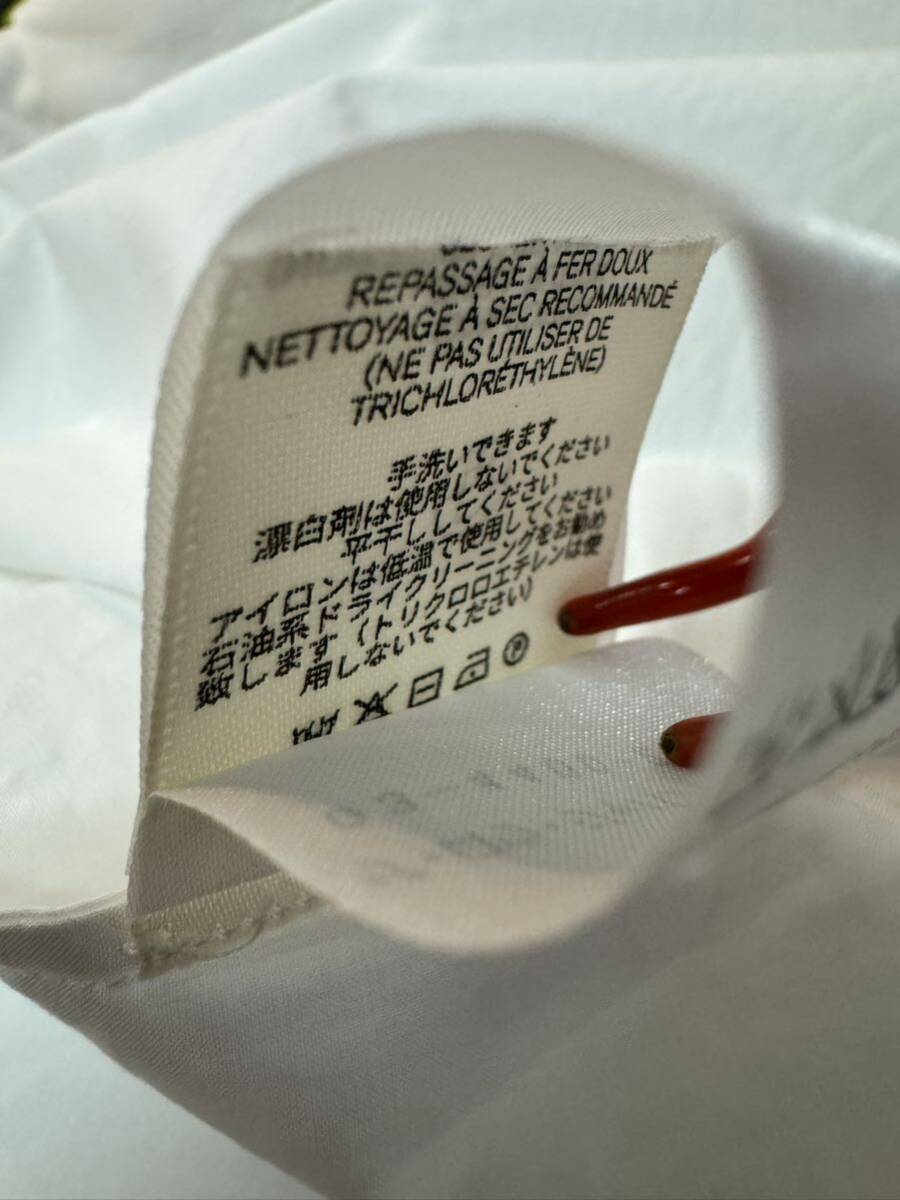 REPASSAGE À FER DOUX
NETTOYAGE À SEC RECOMMANDÉ
(NE PAS UTILISER DE
TRICHLORÉTHYLÈNE)
手洗いできます
漂白剤は使用しないでください
平干ししてください
アイロンは低温で使用してください
石油系ドライクリーニングをお勧め
致します (トリクロロエチレンは使
用しないでください)